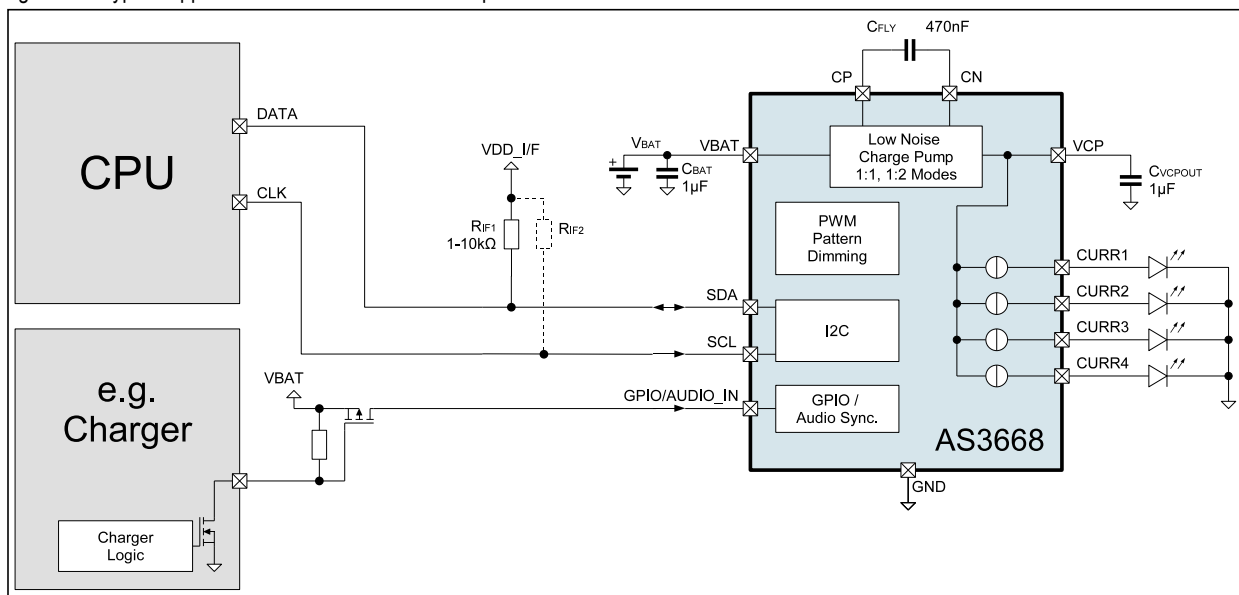 CPU
DATA
CLK
VDD_I/F
RIF1
1-10kΩ
RIF2
e.g.
Charger
VBAT
Charger
Logic
GPIO/AUDIO_IN
CFLY 470nF
CP
CN
VBAT
CBAT
1µF
VBAT
Low Noise
Charge Pump
1:1, 1:2 Modes
VCP
CVCPOUT
1µF
PWM
Pattern
Dimming
SDA
SCL
I2C
GPIO /
Audio Sync.
CURR1
CURR2
CURR3
CURR4
AS3668
GND